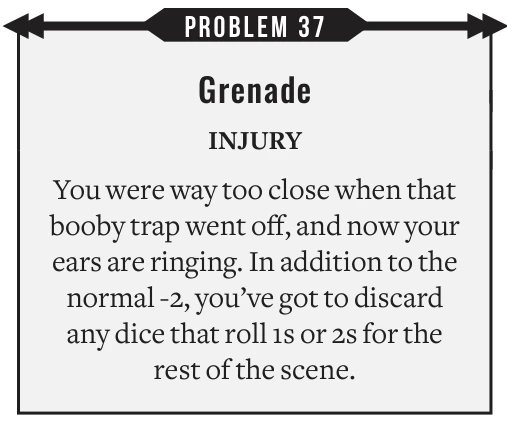 PROBLEM 37
Grenade
INJURY
You were way too close when that
booby trap went off, and now your
ears are ringing. In addition to the
normal -2, you’ve got to discard
any dice that roll 1s or 2s for the
rest of the scene.